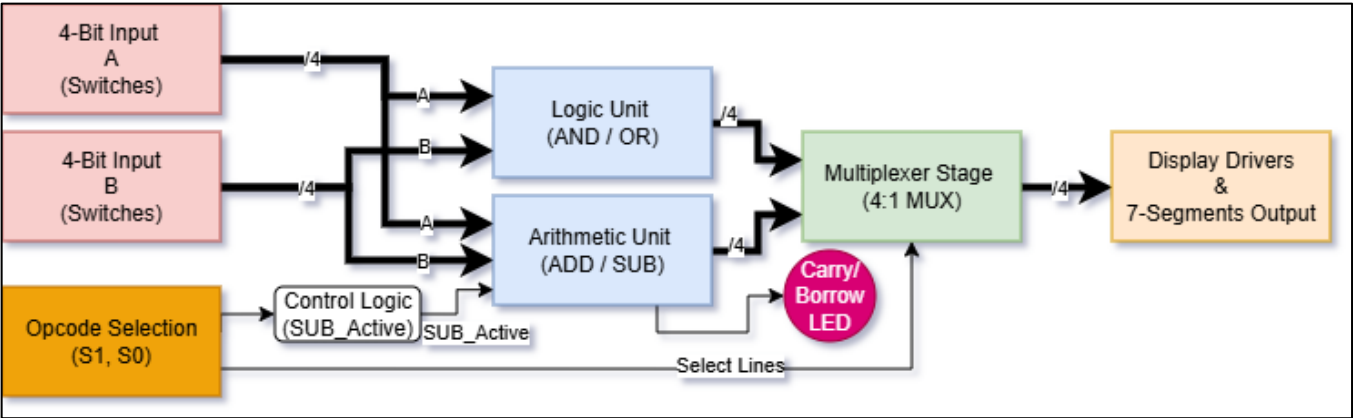 4-Bit Input
A
(Switches)
/4
4-Bit Input
B
(Switches)
/4
Opcode Selection
(S1, S0)
Control Logic
(SUB_Active)
SUB_Active
A
B
Logic Unit
(AND / OR)
/4
A
B
Arithmetic Unit
(ADD / SUB)
/4
Carry/
Borrow
LED
Select Lines
Multiplexer Stage
(4:1 MUX)
/4
Display Drivers
&
7-Segments Output